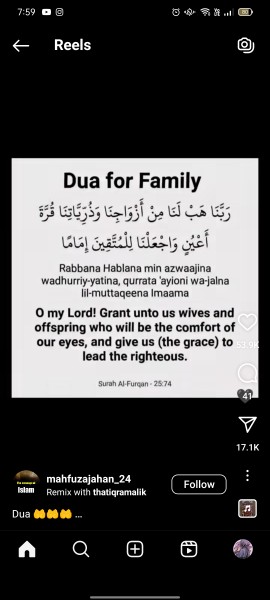 7:59
Reels
Dua for Family
رَبَّنَا هَبْ لَنَا مِنْ أَزْوَاجِنَا وَذُرِّيَّاتِنَا قُرَّةَ
أَعْيُنٍ وَاجْعَلْنَا لِلْمُتَّقِينَ إِمَامًا
Rabbana Hablana min azwaajina
wadhurriy-yatina, qurrata 'ayioni wa-jalna
lil-muttaqeena Imaama
O my Lord! Grant unto us wives and
offspring who will be the comfort of
our eyes, and give us (the grace) to
lead the righteous.
Surah Al-Furqan - 25:74
41
17.1K
mahfuzajahan_24
Remix with thatiqramalik
Follow
Dua 🤲🤲🤲 ...